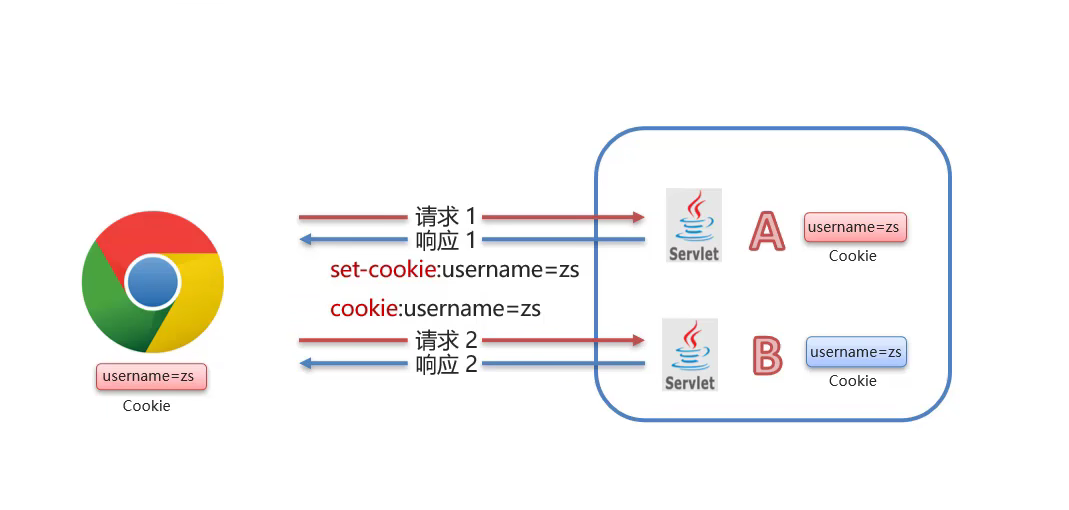 请求 1
响应 1
set-cookie:username=zs
cookie:username=zs
请求 2
响应 2
username=zs
Cookie
Servlet
A
username=zs
Cookie
Servlet
B
username=zs
Cookie